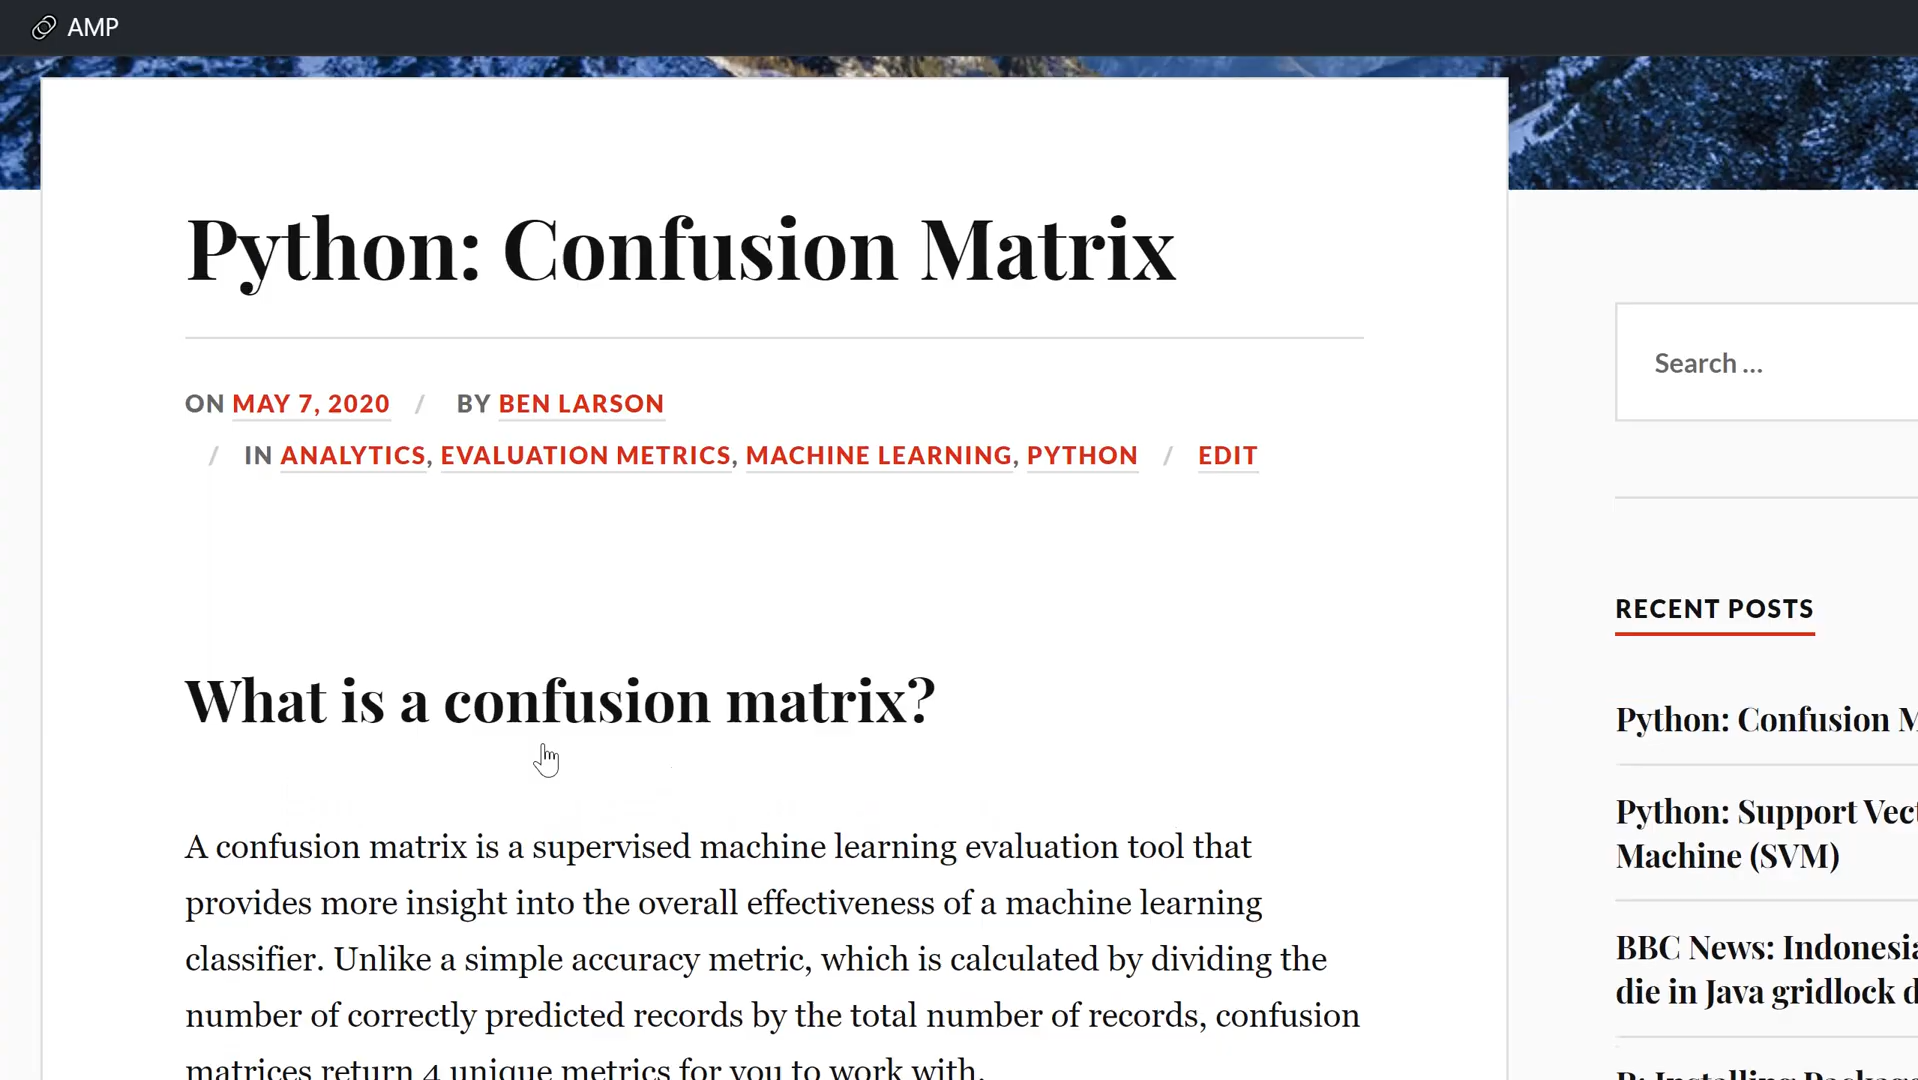 AMP
Python: Confusion Matrix
ON MAY 7, 2020 / BY BEN LARSON
/ IN ANALYTICS, EVALUATION METRICS, MACHINE LEARNING, PYTHON / EDIT
What is a confusion matrix?
A confusion matrix is a supervised machine learning evaluation tool that
provides more insight into the overall effectiveness of a machine learning
classifier. Unlike a simple accuracy metric, which is calculated by dividing the
number of correctly predicted records by the total number of records, confusion
matrices return 4 unique metrics for you to work with.
Search ...
RECENT POSTS
Python: Confusion M
Python: Support Vect
Machine (SVM)
BBC News: Indonesia
die in Java gridlock d
R: Installing Package